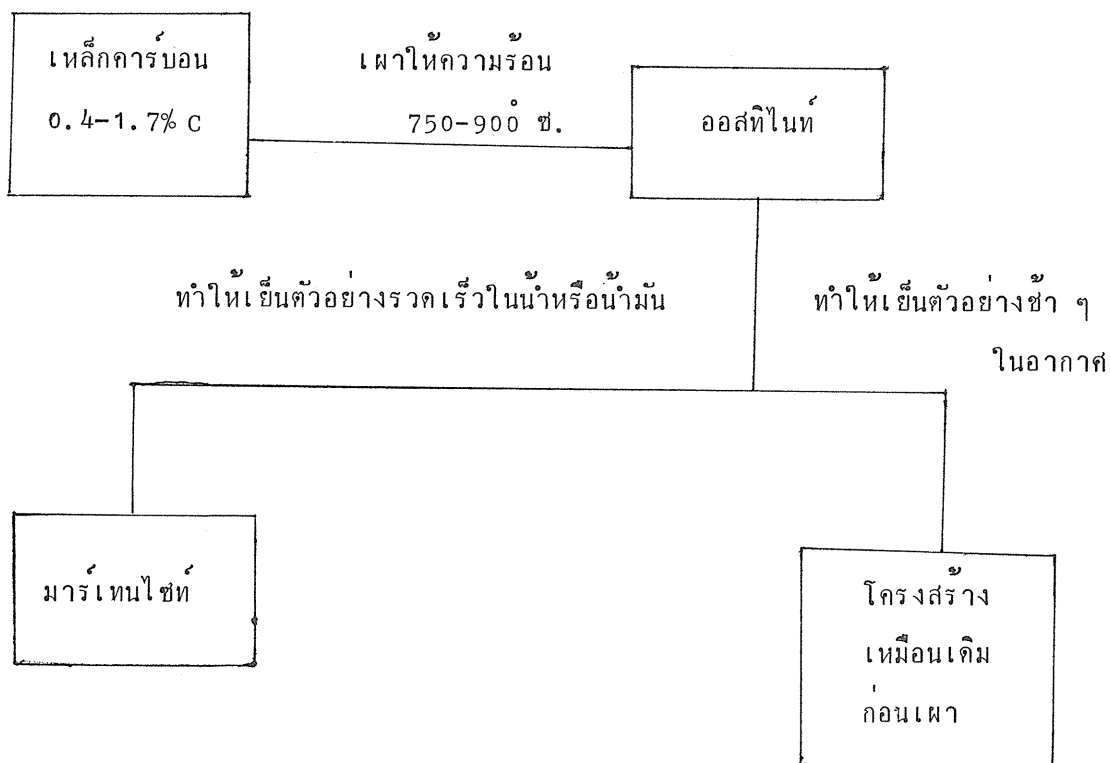 เหล็กคาร์บอน
0.4-1.7% C
เผาให้ความร้อน
750-900° ซ.
ออสทิไนท์
ทำให้เย็นตัวอย่างรวดเร็วในน้ำหรือน้ำมัน
ทำให้เย็นตัวอย่างช้า ๆ
ในอากาศ
มาร์เทนไซท์
โครงสร้าง
เหมือนเดิม
ก่อนเผา